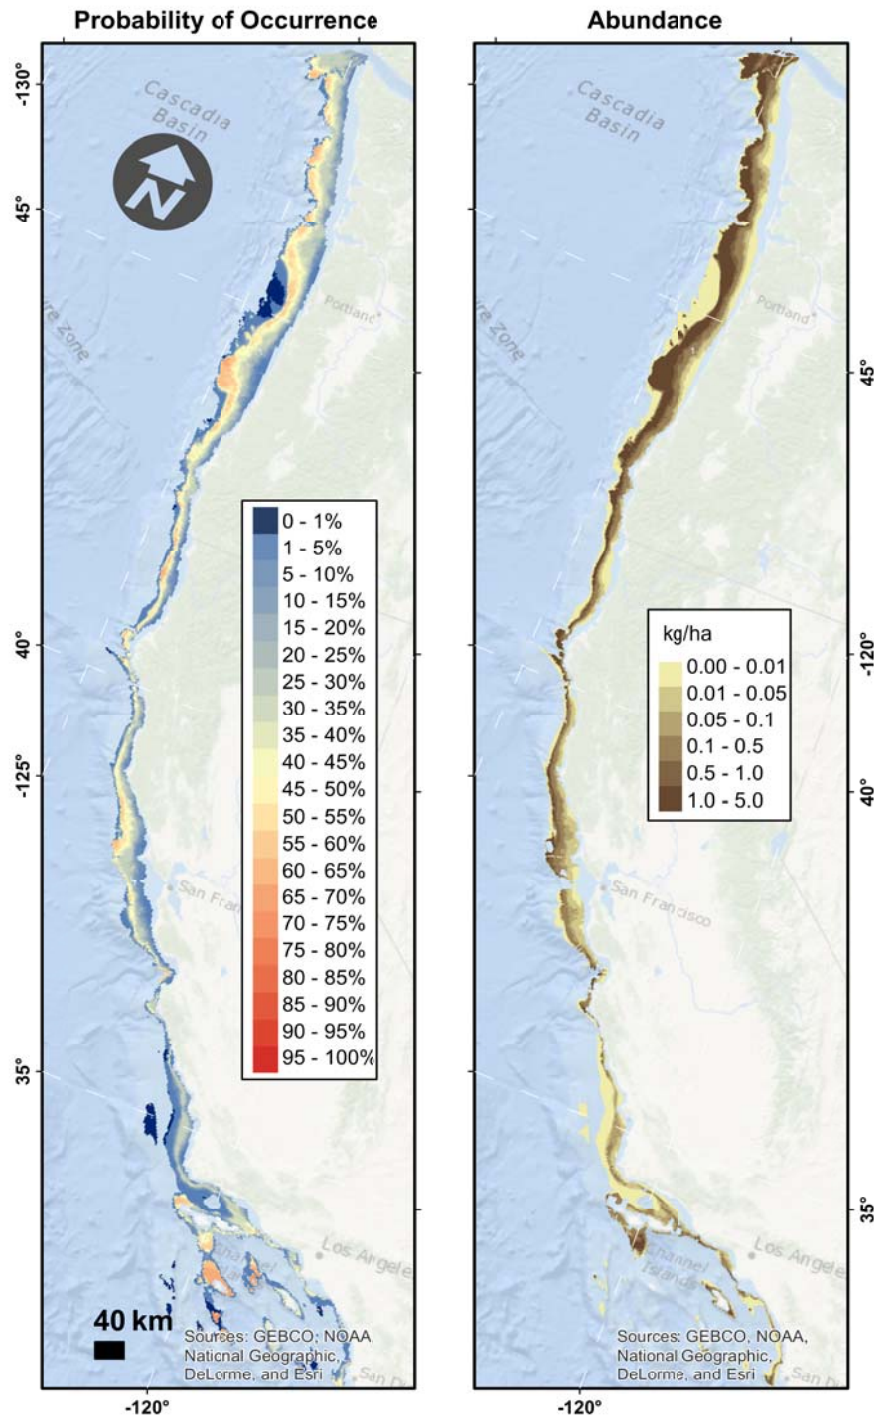 Probability of Occurrence
Abundance
-130°
45°
40°
-125°
35°
-120°
Cascadia
Basin
N
Portland
San Fran
Channel
Los Angeles
0 - 1%
1 - 5%
5 - 10%
10 - 15%
15 - 20%
20 - 25%
25 - 30%
30 - 35%
35 - 40%
40 - 45%
45 - 50%
50 - 55%
55 - 60%
60 - 65%
65 - 70%
70 - 75%
75 - 80%
80 - 85%
85 - 90%
90 - 95%
95 - 100%
40 km
Sources: GEBCO, NOAA
National Geographic,
DeLorme, and Esri
Cascadia
Basin
Portland
45°
-120°
40°
35°
-120°
kg/ha
0.00 - 0.01
0.01 - 0.05
0.05 - 0.1
0.1 - 0.5
0.5 - 1.0
1.0 - 5.0
San Francisco
Channel
Islands
Los Angele
Sources: GEBCO, NOAA,
National Geographic,
DeLorme, and Esri
San D